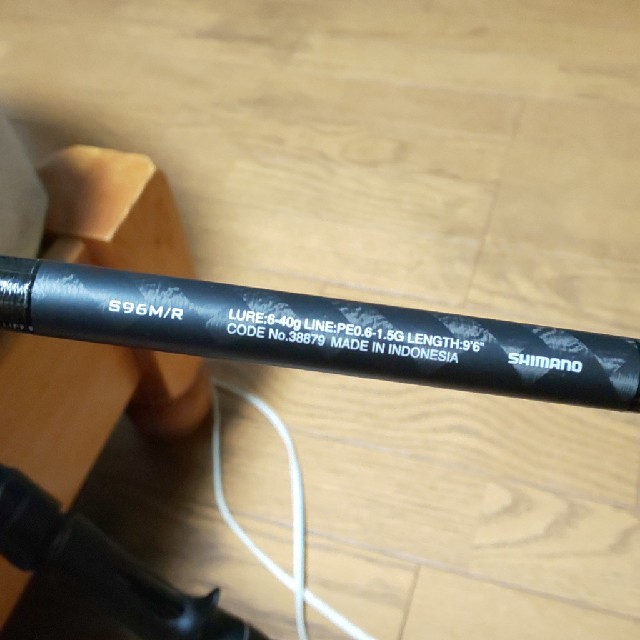 S96M/R
LURE:6-40g LINE:PE0.6-1.5G LENGTH:9'6"
CODE No.38879 MADE IN INDONESIA
SHIMANO